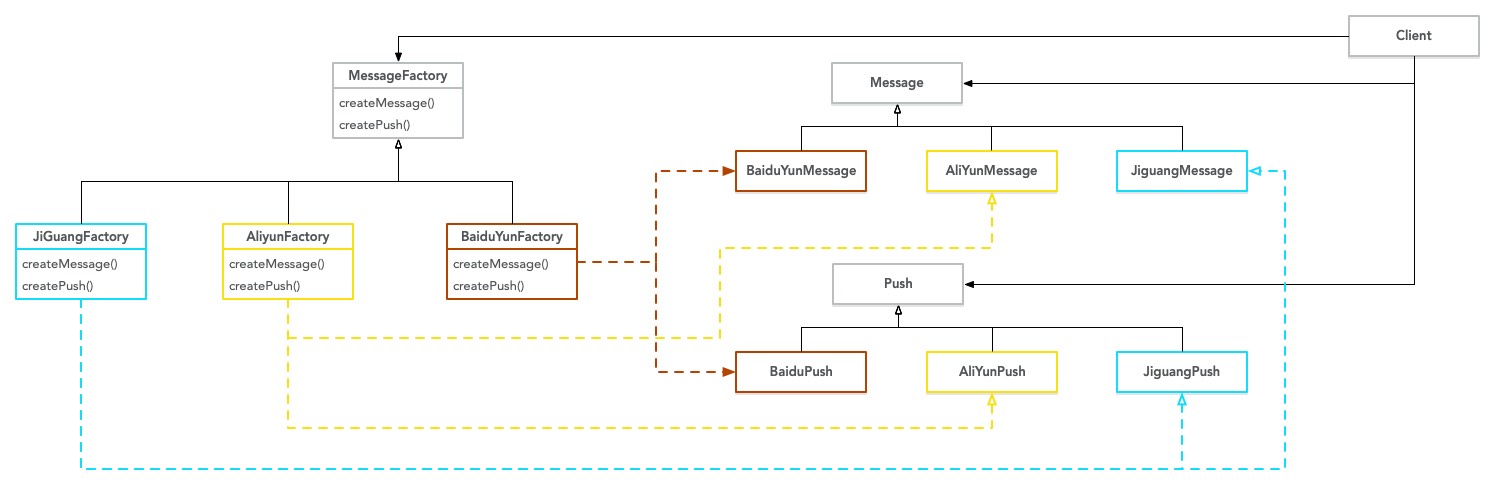 Client
MessageFactory
createMessage()
createPush()
Message
BaiduYunMessage
AliYunMessage
JiguangMessage
JiGuangFactory
createMessage()
createPush()
AliyunFactory
createMessage()
createPush()
BaiduYunFactory
createMessage()
createPush()
Push
BaiduPush
AliYunPush
JiguangPush